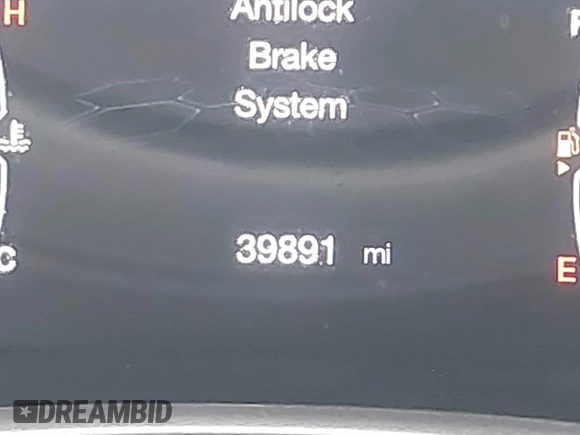 H
Antilock
Brake
System
39891 mi
C
E
DREAMBID